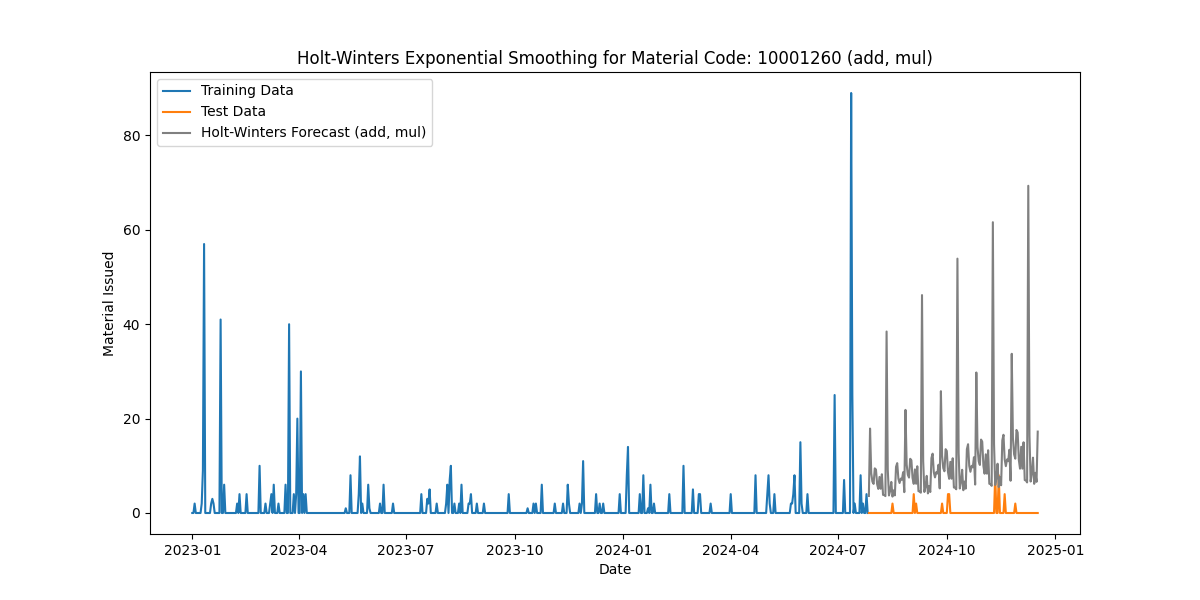 Holt-Winters Exponential Smoothing for Material Code: 10001260 (add, mul)
Training Data
Test Data
Holt-Winters Forecast (add, mul)
80
60
40
20
0
Material Issued
2023-01 2023-04 2023-07 2023-10 2024-01 2024-04 2024-07 2024-10 2025-01
Date